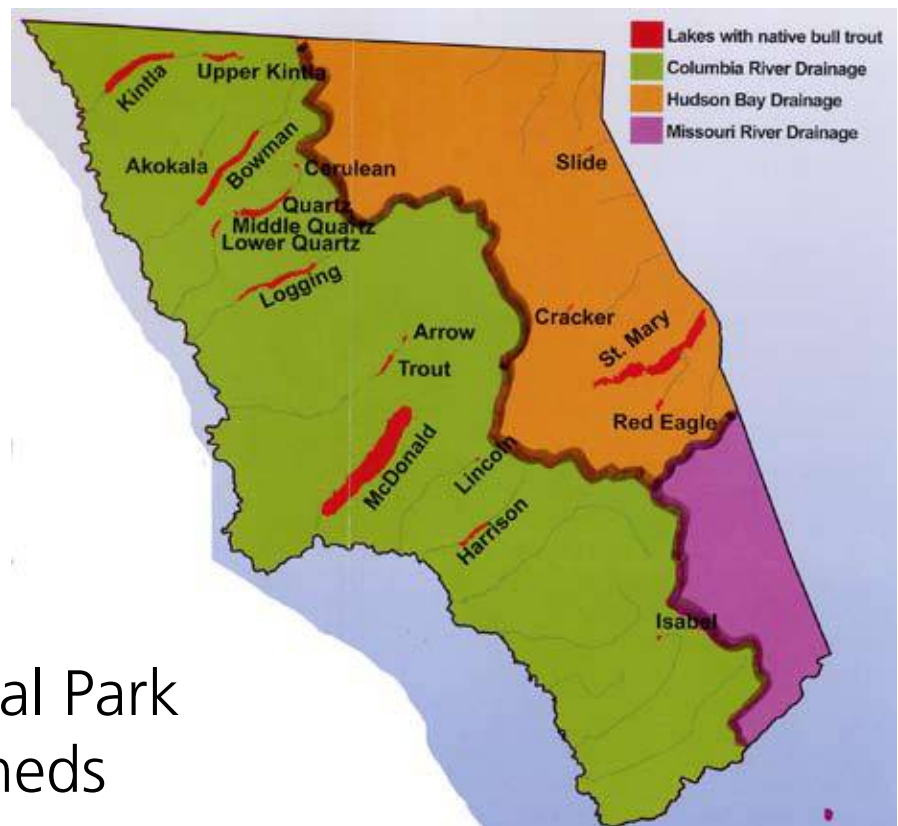 Lakes with native bull trout
Columbia River Drainage
Hudson Bay Drainage
Missouri River Drainage
Kintla
Upper Kintla
Akokala
Bowman
Cerulean
Quartz
Middle Quartz
Lower Quartz
Logging
Slide
Cracker
St. Mary
Red Eagle
Arrow
Trout
McDonald
Lincoln
Harrison
Isabel
al Park
neds